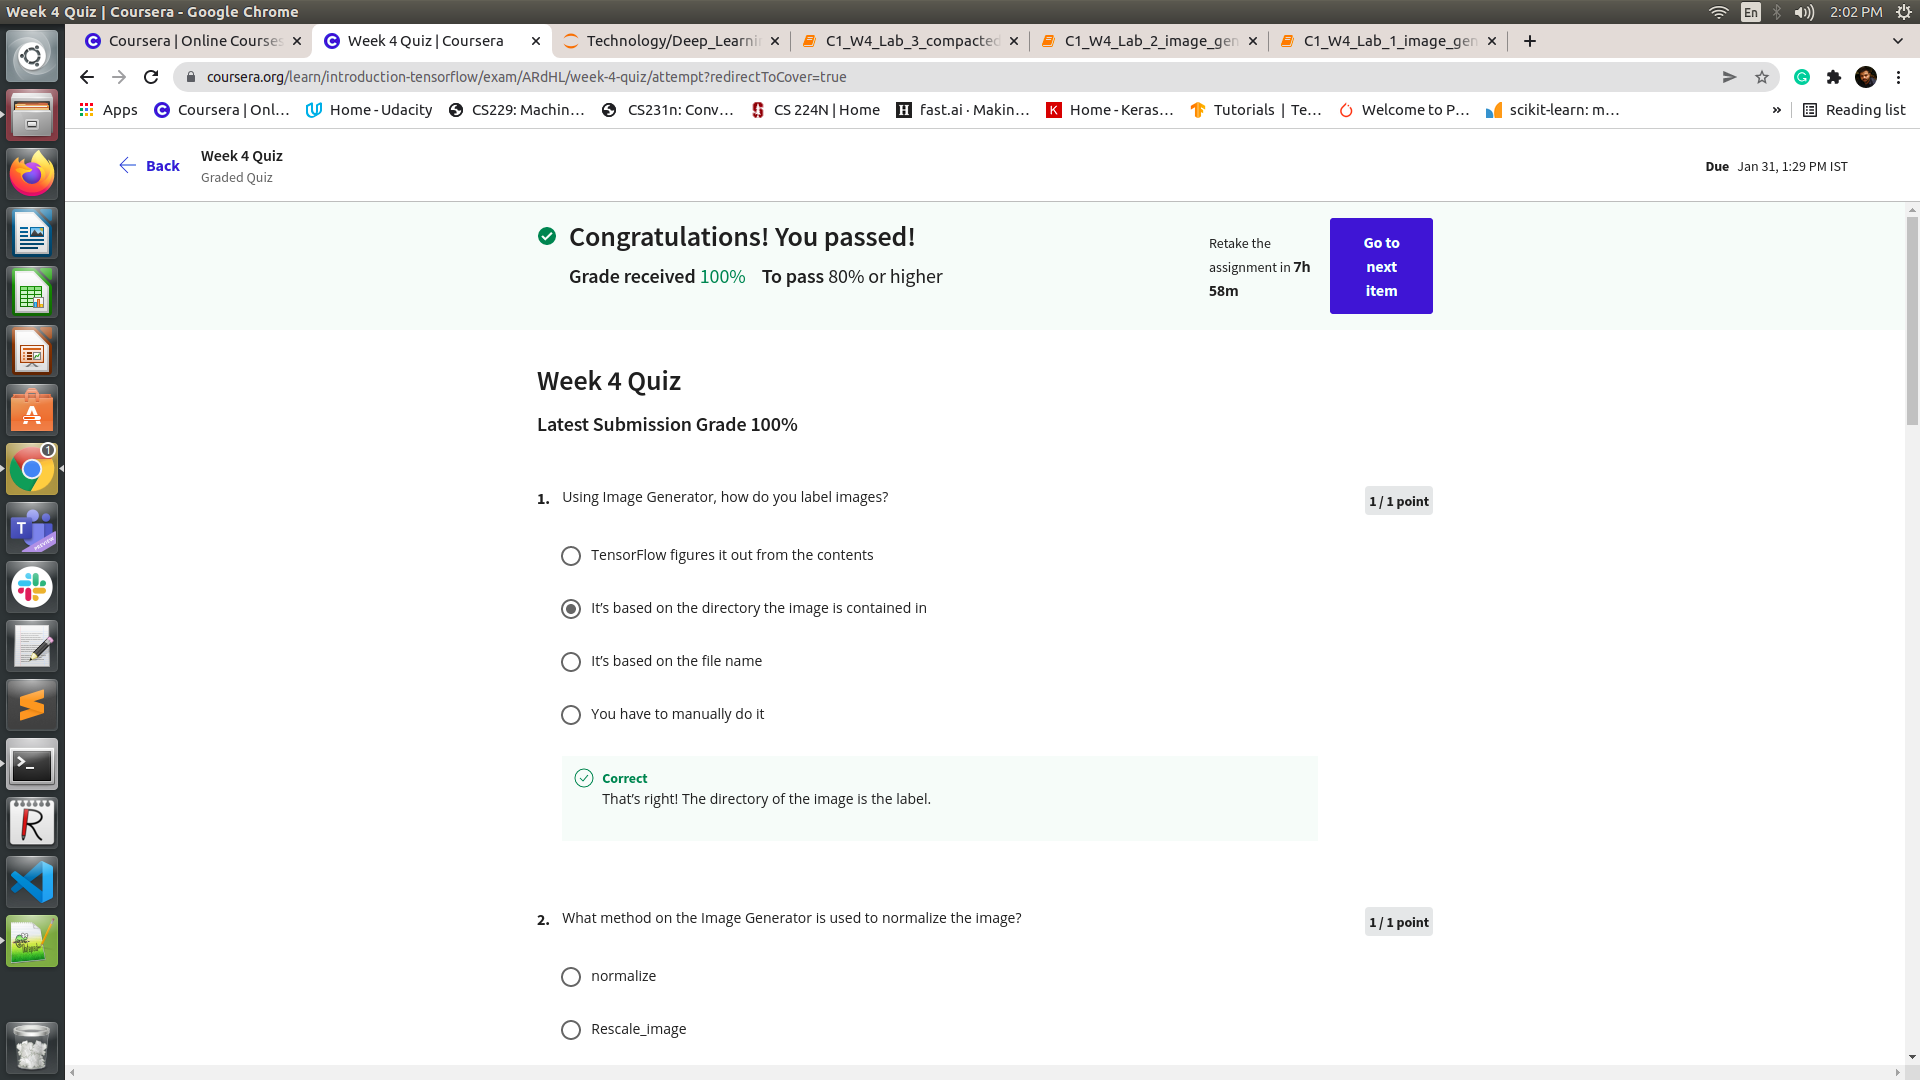 Week 4 Quiz | Coursera - Google Chrome
En
2:02 PM
Coursera | Online Courses
Week 4 Quiz | Coursera
Technology/Deep_Learni
C1_W4_Lab_3_compacted
C1_W4_Lab_2_image_gen
C1_W4_Lab_1_image_gen
coursera.org/learn/introduction-tensorflow/exam/ARdHL/week-4-quiz/attempt?redirectToCover=true
Apps
Coursera | Onl...
Home - Udacity
CS229: Machin...
CS231n: Conv...
CS 224N | Home
fast.ai · Makin...
Home - Keras...
Tutorials | Te...
Welcome to P...
scikit-learn: m...
»
Reading list
Back
Week 4 Quiz
Graded Quiz
Due Jan 31, 1:29 PM IST
Congratulations! You passed!
Grade received 100% To pass 80% or higher
Retake the
assignment in 7h
58m
Go to
next
item
Week 4 Quiz
Latest Submission Grade 100%
1. Using Image Generator, how do you label images?
1 / 1 point
TensorFlow figures it out from the contents
It’s based on the directory the image is contained in
It’s based on the file name
You have to manually do it
Correct
That’s right! The directory of the image is the label.
2. What method on the Image Generator is used to normalize the image?
1 / 1 point
normalize
Rescale_image